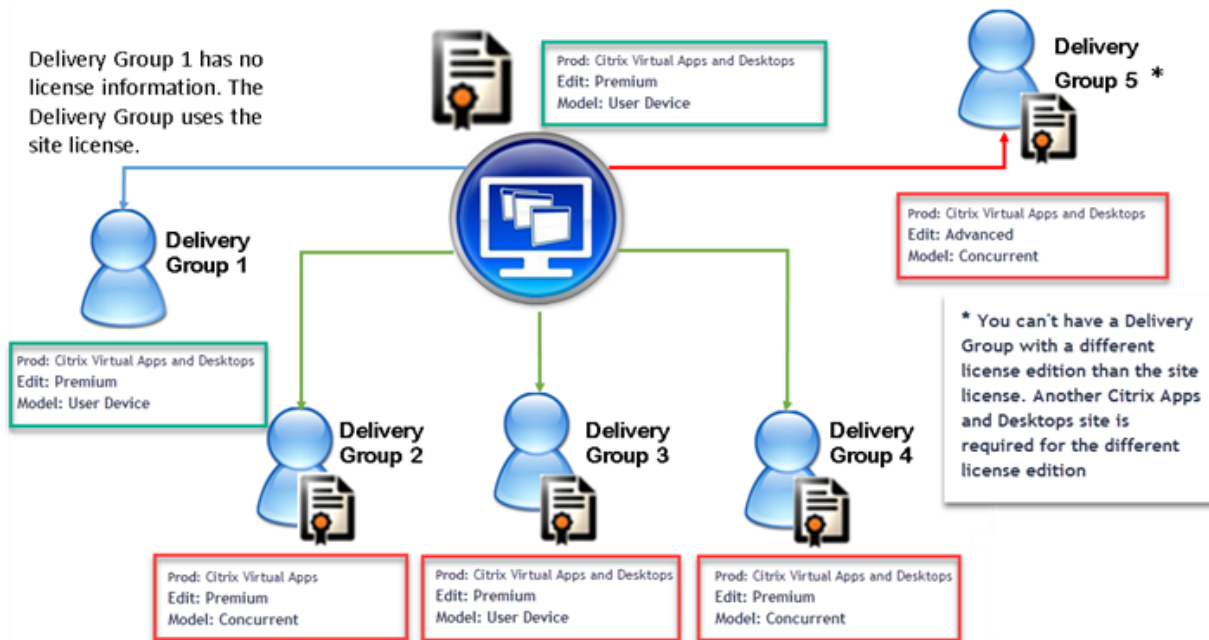 Delivery Group 1 has no
license information. The
Delivery Group uses the
site license.
Prod: Citrix Virtual Apps and Desktops
Edit: Premium
Model: User Device
Delivery
Group 5 *
Delivery
Group 1
Prod: Citrix Virtual Apps and Desktops
Edit: Advanced
Model: Concurrent
* You can't have a Delivery
Group with a different
license edition than the site
license. Another Citrix Apps
and Desktops site is
required for the different
license edition
Prod: Citrix Virtual Apps and Desktops
Edit: Premium
Model: User Device
Delivery
Group 2
Delivery
Group 3
Delivery
Group 4
Prod: Citrix Virtual Apps
Edit: Premium
Model: Concurrent
Prod: Citrix Virtual Apps and Desktops
Edit: Premium
Model: User Device
Prod: Citrix Virtual Apps and Desktops
Edit: Premium
Model: Concurrent